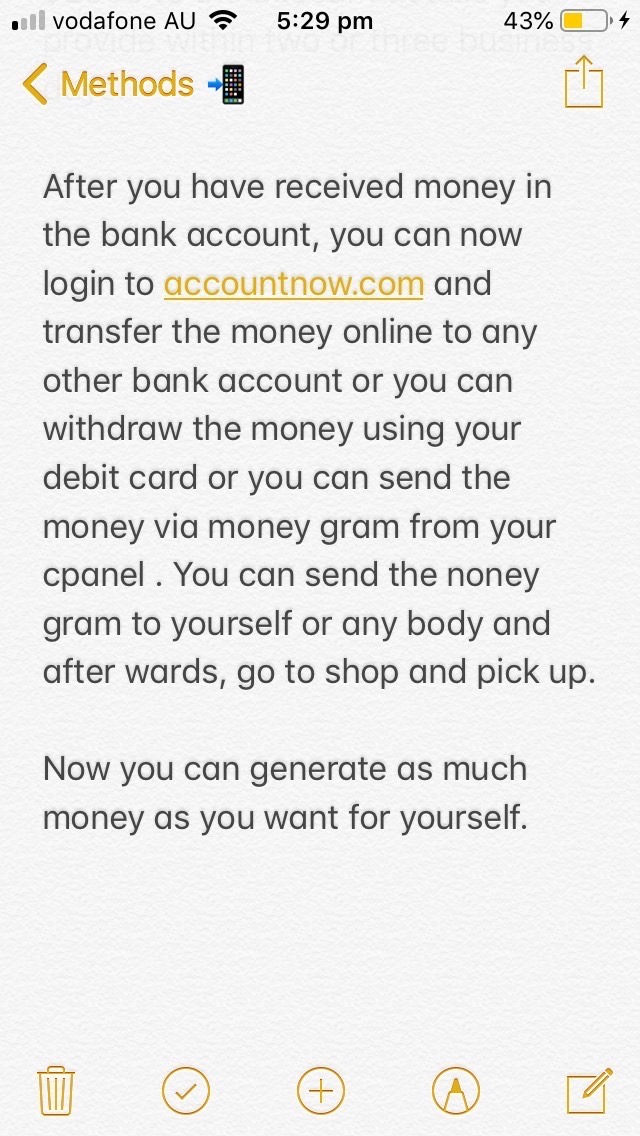 vodafone AU 5:29 pm 43%
provide within two or three business
Methods
After you have received money in
the bank account, you can now
login to accountnow.com and
transfer the money online to any
other bank account or you can
withdraw the money using your
debit card or you can send the
money via money gram from your
cpanel . You can send the noney
gram to yourself or any body and
after wards, go to shop and pick up.
Now you can generate as much
money as you want for yourself.